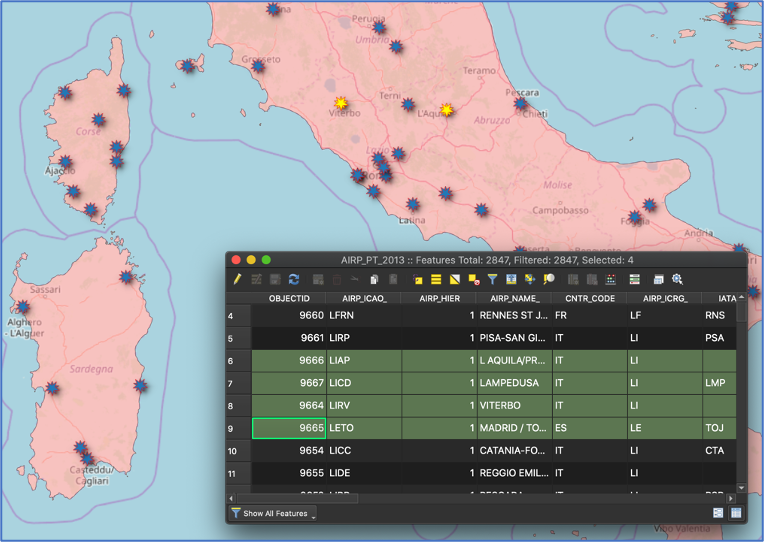 Perugia
Umbria
Grosseto
Teramo
Terni
Pescara
Viterbo
L'Aquila
Chieti
Abruzzo
Corse
Lazio
Ajaccio
Roma
Molise
Latina
Campobasso
Foggia
Andria
Caserta
Benevento
Sassari
Alghero
- L'Alguer
Sardegna
Casteddu/
Cagliari
Vibo Valentia
AIRP_PT_2013 :: Features Total: 2847, Filtered: 2847, Selected: 4
OBJECTID AIRP_ICAO_ AIRP_HIER AIRP_NAME_ CNTR_CODE AIRP_ICRG_ IATA
4 9660 LFRN 1 RENNES ST J... FR LF RNS
5 9661 LIRP 1 PISA-SAN GI... IT LI PSA
6 9666 LIAP 1 L AQUILA/PR... IT LI
7 9667 LICD 1 LAMPEDUSA IT LI LMP
8 9664 LIRV 1 VITERBO IT LI
9 9665 LETO 1 MADRID / TO... ES LE TOJ
10 9654 LICC 1 CATANIA-FO... IT LI CTA
11 9655 LIDE 1 REGGIO EMIL... IT LI
Show All Features